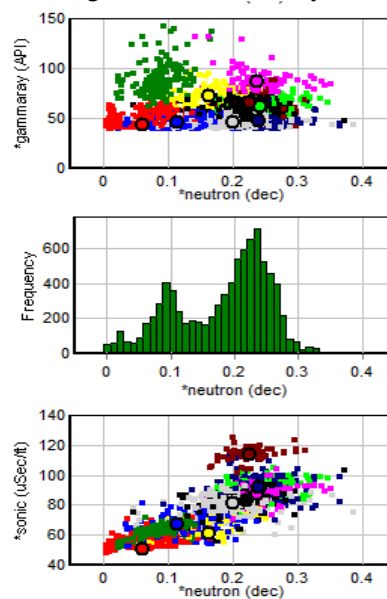 150
100
50
0
*gammaray (API)
0 0.1 0.2 0.3 0.4
*neutron (dec)
600
400
200
0
Frequency
0 0.1 0.2 0.3 0.4
*neutron (dec)
140
120
100
80
60
40
*sonic (uSec/ft)
0 0.1 0.2 0.3 0.4
*neutron (dec)